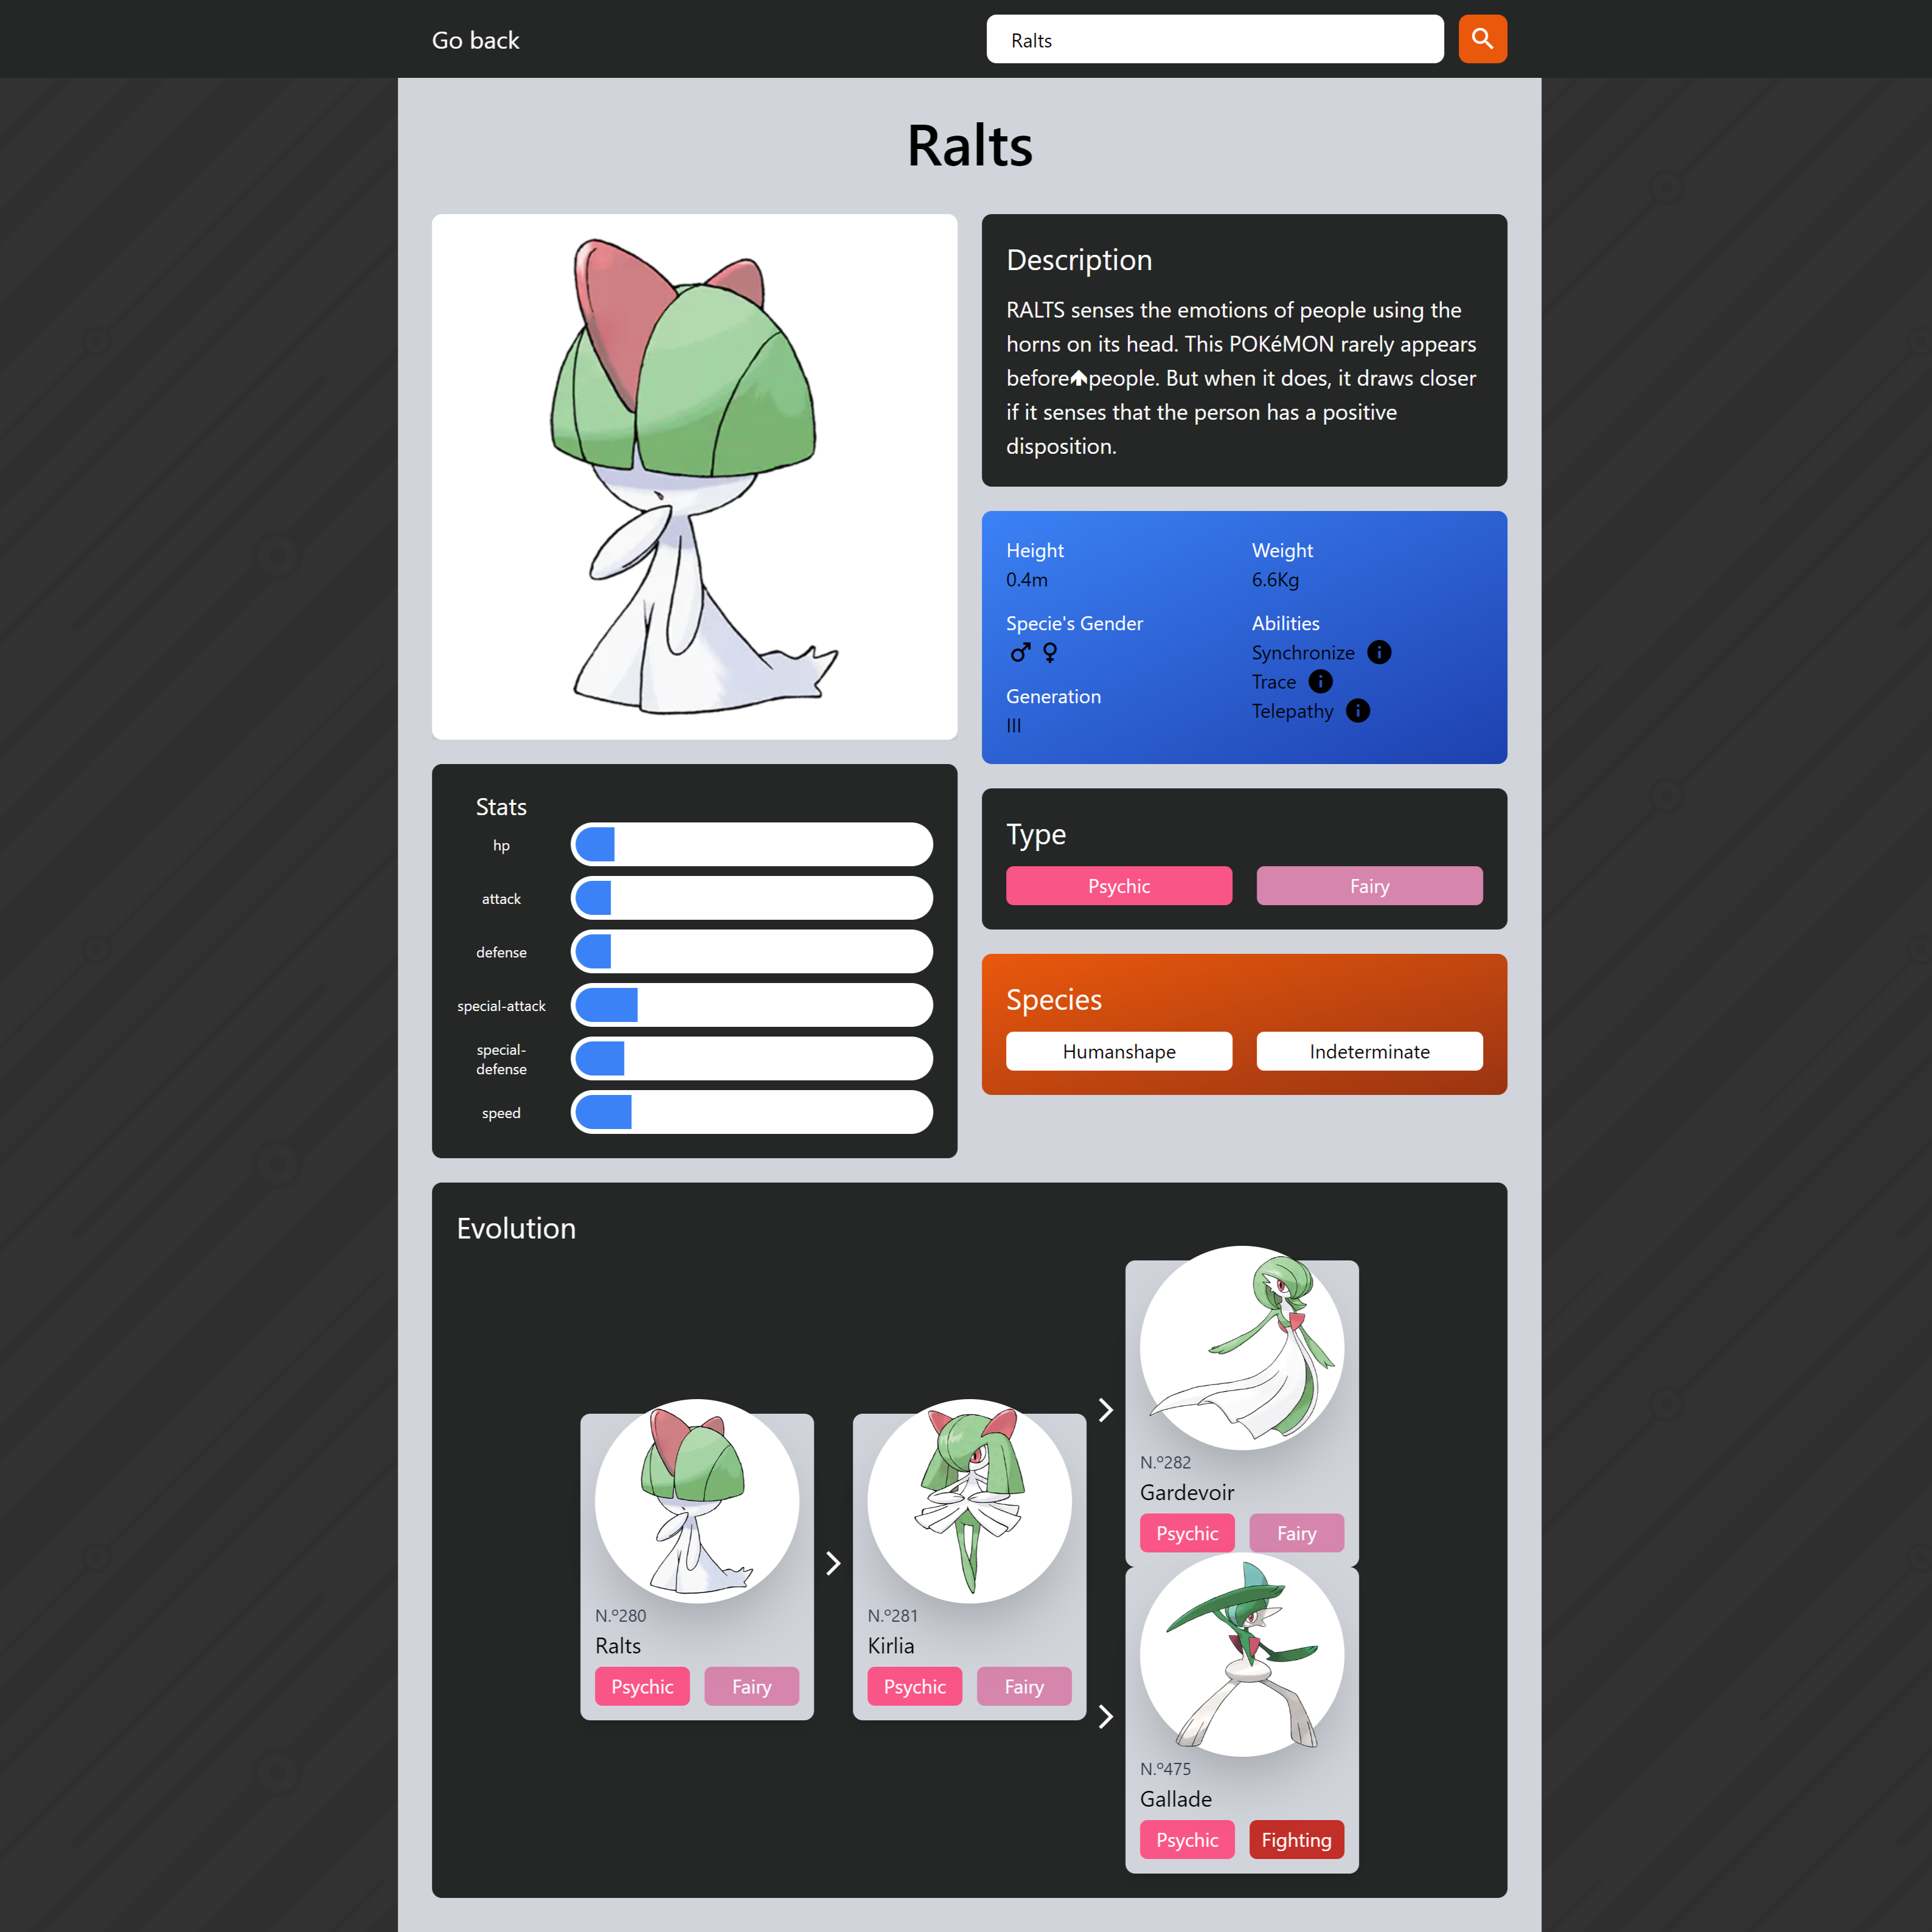 Go back
Ralts
Ralts
Description
RALTS senses the emotions of people using the
horns on its head. This POKéMON rarely appears
before🡅people. But when it does, it draws closer
if it senses that the person has a positive
disposition.
Height
0.4m
Weight
6.6Kg
Specie's Gender
♂ ♀
Abilities
Synchronize
Trace
Telepathy
Generation
III
Stats
hp
attack
defense
special-attack
special-
defense
speed
Type
Psychic Fairy
Species
Humanshape Indeterminate
Evolution
N.º280
Ralts
Psychic Fairy
N.º281
Kirlia
Psychic Fairy
N.º282
Gardevoir
Psychic Fairy
N.º475
Gallade
Psychic Fighting